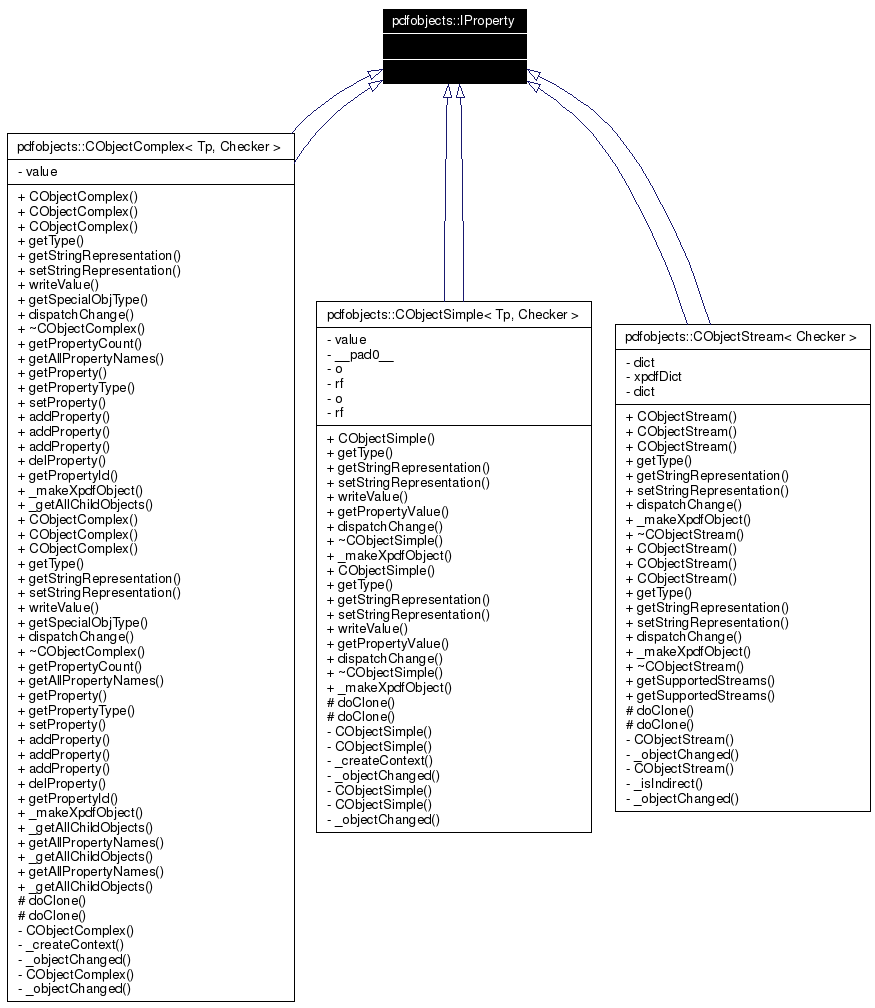 pdfobjects::IProperty
pdfobjects::CObjectComplex< Tp, Checker >
- value
+ CObjectComplex()
+ CObjectComplex()
+ CObjectComplex()
+ getType()
+ getStringRepresentation()
+ setStringRepresentation()
+ writeValue()
+ getSpecialObjType()
+ dispatchChange()
+ ~CObjectComplex()
+ getPropertyCount()
+ getAllPropertyNames()
+ getProperty()
+ getPropertyType()
+ setProperty()
+ addProperty()
+ addProperty()
+ addProperty()
+ delProperty()
+ getPropertyId()
+ _makeXpdfObject()
+ _getAllChildObjects()
+ CObjectComplex()
+ CObjectComplex()
+ CObjectComplex()
+ getType()
+ getStringRepresentation()
+ setStringRepresentation()
+ writeValue()
+ getSpecialObjType()
+ dispatchChange()
+ ~CObjectComplex()
+ getPropertyCount()
+ getAllPropertyNames()
+ getProperty()
+ getPropertyType()
+ setProperty()
+ addProperty()
+ addProperty()
+ addProperty()
+ delProperty()
+ getPropertyId()
+ _makeXpdfObject()
+ _getAllChildObjects()
+ getAllPropertyNames()
+ _getAllChildObjects()
+ getAllPropertyNames()
+ _getAllChildObjects()
# doClone()
# doClone()
- CObjectComplex()
- _createContext()
- _objectChanged()
- CObjectComplex()
- _objectChanged()
pdfobjects::CObjectSimple< Tp, Checker >
- value
- __pad0__
- o
- rf
- o
- rf
+ CObjectSimple()
+ getType()
+ getStringRepresentation()
+ setStringRepresentation()
+ writeValue()
+ getPropertyValue()
+ dispatchChange()
+ ~CObjectSimple()
+ _makeXpdfObject()
+ CObjectSimple()
+ getType()
+ getStringRepresentation()
+ setStringRepresentation()
+ writeValue()
+ getPropertyValue()
+ dispatchChange()
+ ~CObjectSimple()
+ _makeXpdfObject()
# doClone()
# doClone()
- CObjectSimple()
- CObjectSimple()
- _createContext()
- _objectChanged()
- CObjectSimple()
- CObjectSimple()
- _objectChanged()
pdfobjects::CObjectStream< Checker >
- dict
- xpdfDict
- dict
+ CObjectStream()
+ CObjectStream()
+ CObjectStream()
+ getType()
+ getStringRepresentation()
+ setStringRepresentation()
+ dispatchChange()
+ _makeXpdfObject()
+ ~CObjectStream()
+ CObjectStream()
+ CObjectStream()
+ CObjectStream()
+ getType()
+ getStringRepresentation()
+ setStringRepresentation()
+ dispatchChange()
+ _makeXpdfObject()
+ ~CObjectStream()
+ getSupportedStreams()
+ getSupportedStreams()
# doClone()
# doClone()
- CObjectStream()
- _objectChanged()
- CObjectStream()
- _isIndirect()
- _objectChanged()